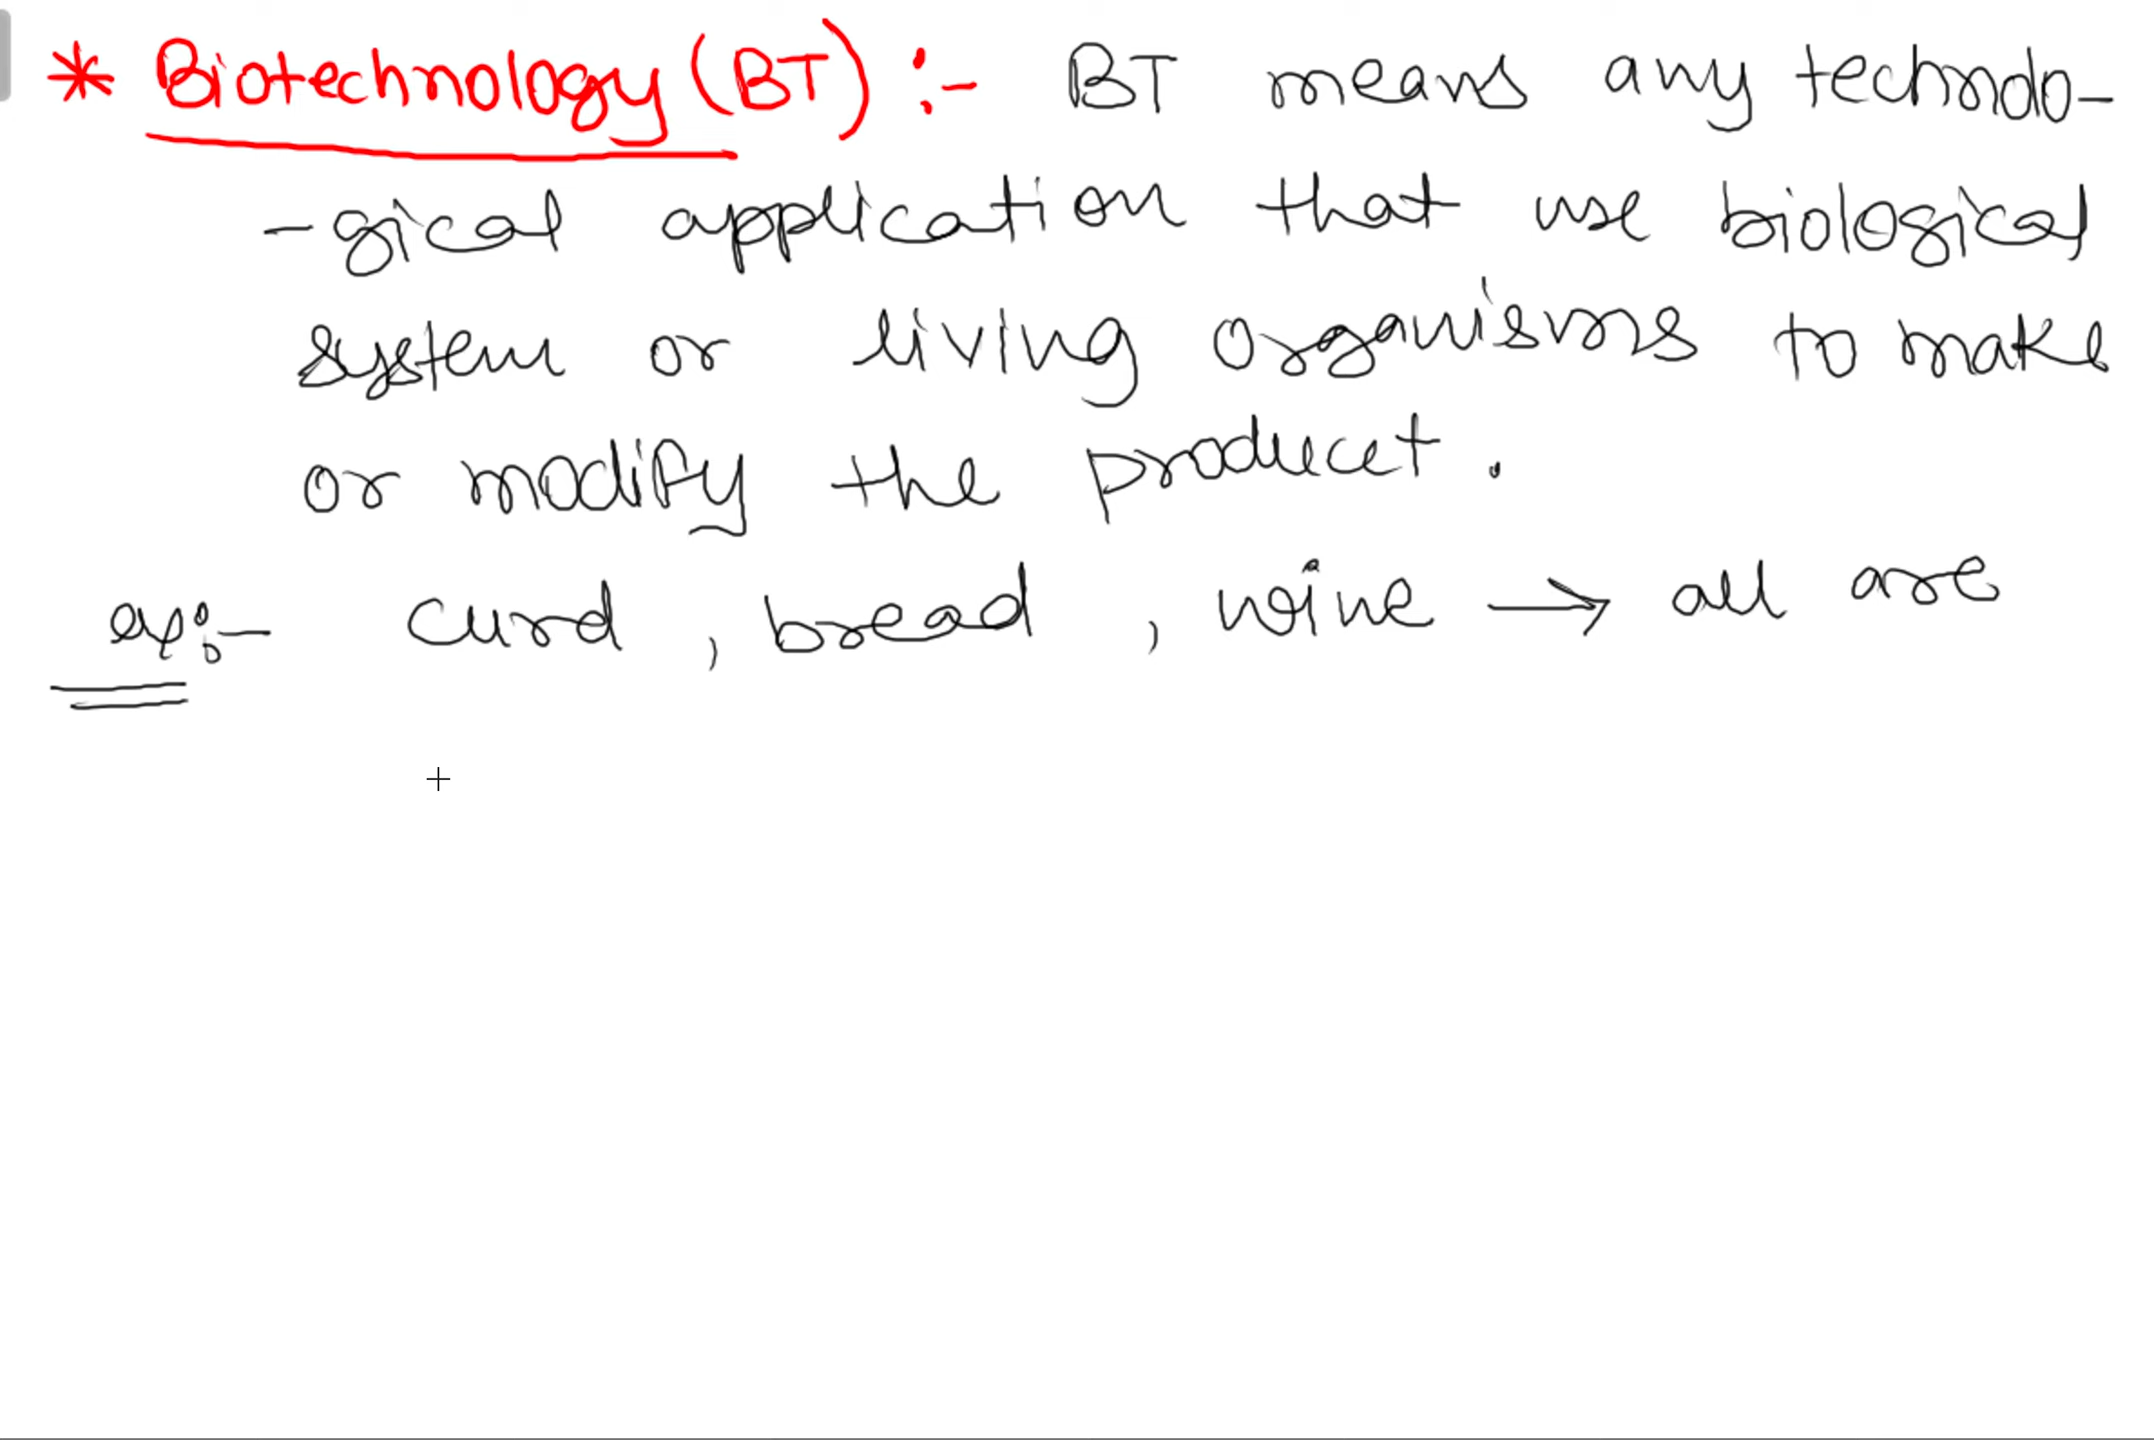 * Biotechnology (BT) :- BT means any technolo-
-gical application that use biological
system or living organisms to make
or modify the product.
ex:- curd, bread, wine → all are